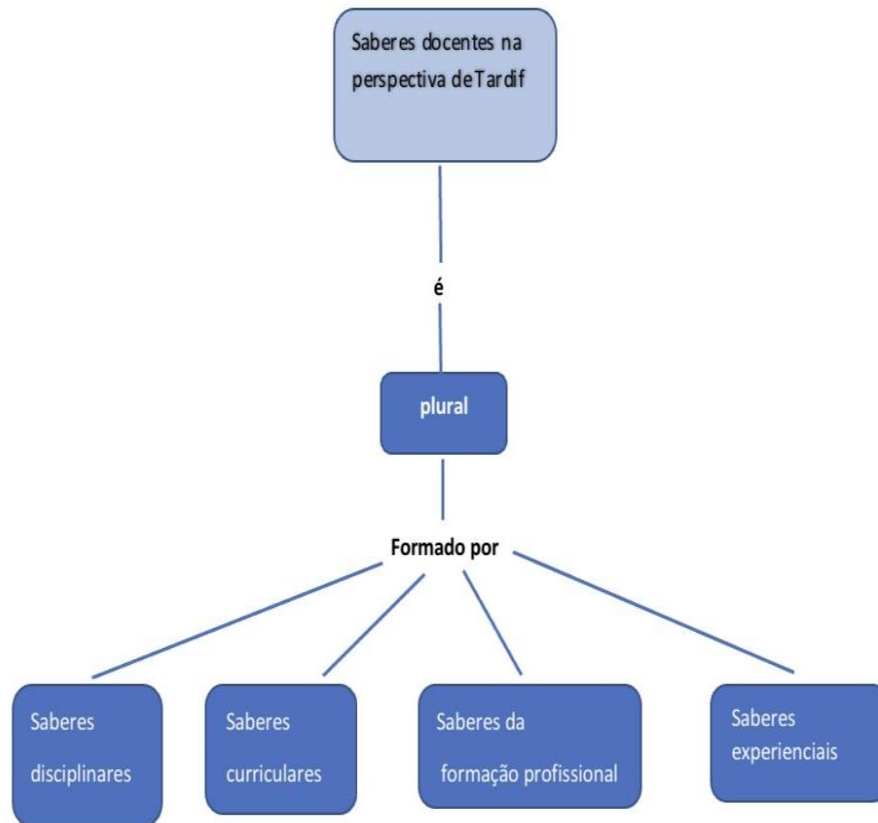 Saberes docentes na
perspectiva de Tardif
é
plural
Formado por
Saberes
disciplinares
Saberes
curriculares
Saberes da
formação profissional
Saberes
experienciais